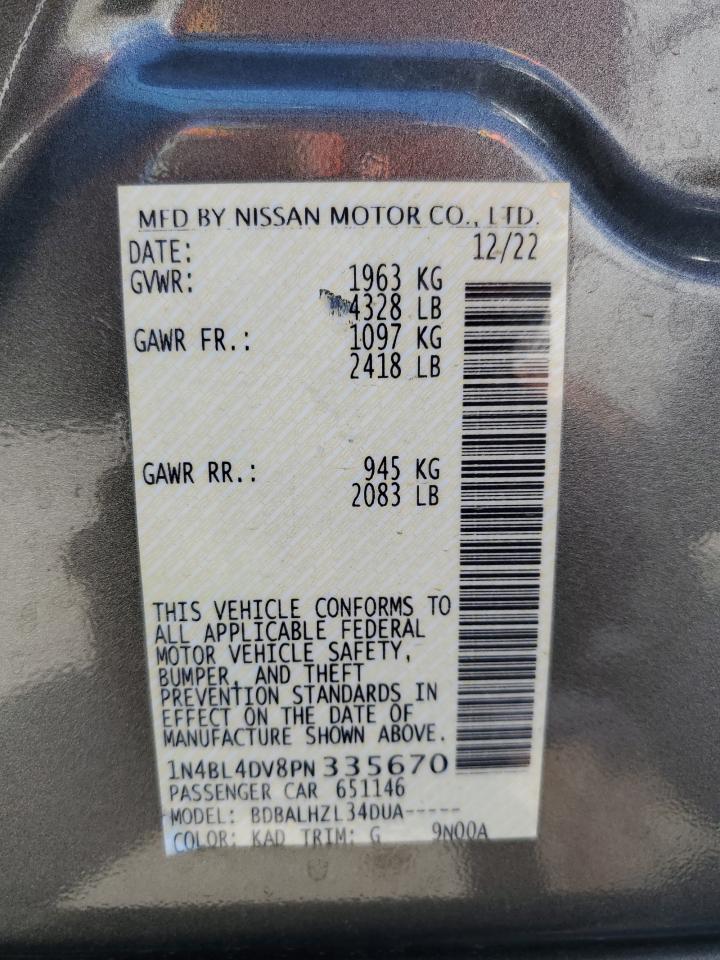 MFD BY NISSAN MOTOR CO., LTD.
DATE: 12/22
GVWR: 1963 KG
4328 LB
GAWR FR.: 1097 KG
2418 LB
GAWR RR.: 945 KG
2083 LB
THIS VEHICLE CONFORMS TO
ALL APPLICABLE FEDERAL
MOTOR VEHICLE SAFETY,
BUMPER, AND THEFT
PREVENTION STANDARDS IN
EFFECT ON THE DATE OF
MANUFACTURE SHOWN ABOVE.
1N4BL4DV8PN 335670
PASSENGER CAR 651146
MODEL: BDBALHZL34DUA-----
COLOR: KAD TRIM: G 9N00A